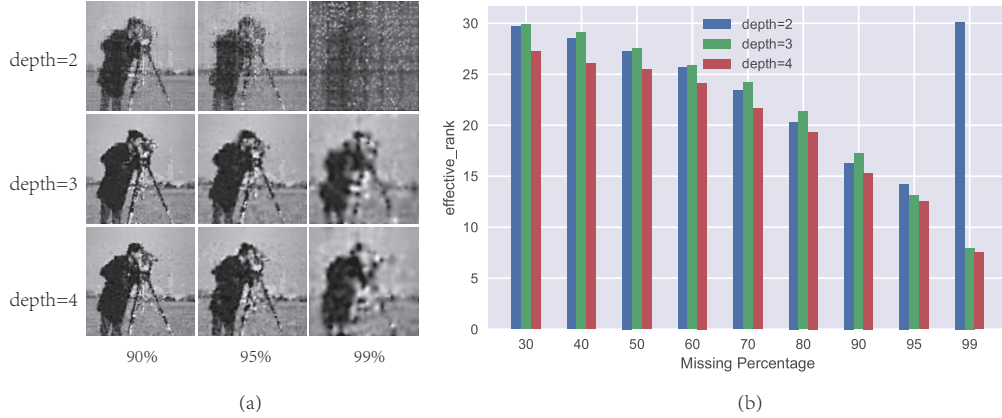 depth=2
depth=3
depth=4
90% 95% 99%
(a)
depth=2
depth=3
depth=4
effective_rank
30
25
20
15
10
5
0
30 40 50 60 70 80 90 95 99
Missing Percentage
(b)